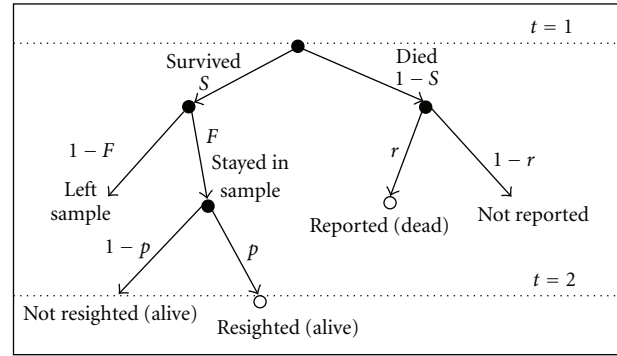 t = 1
Survived
S
Died
1 − S
1 − F
F
r
1 − r
Left
sample
Stayed in
sample
Reported (dead)
Not reported
1 − p
p
t = 2
Not resighted (alive)
Resighted (alive)